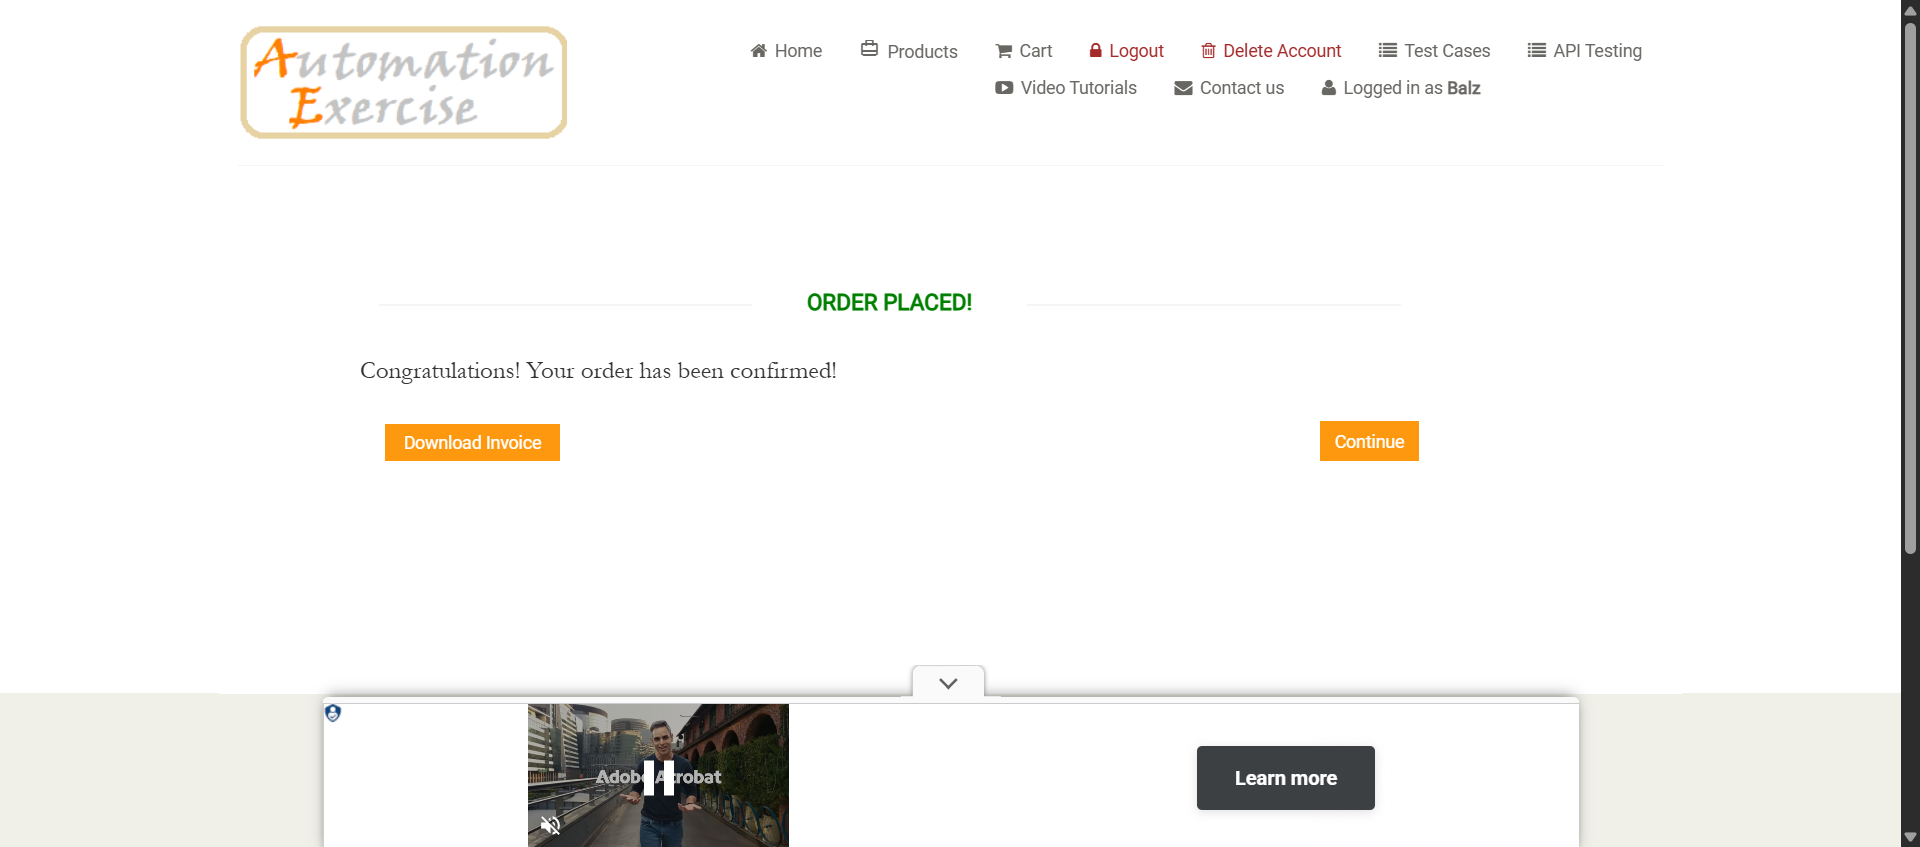 Automation
Exercise
Home
Products
Cart
Logout
Delete Account
Test Cases
API Testing
Video Tutorials
Contact us
Logged in as Balz
ORDER PLACED!
Congratulations! Your order has been confirmed!
Download Invoice
Continue
Adobe Acrobat
Learn more